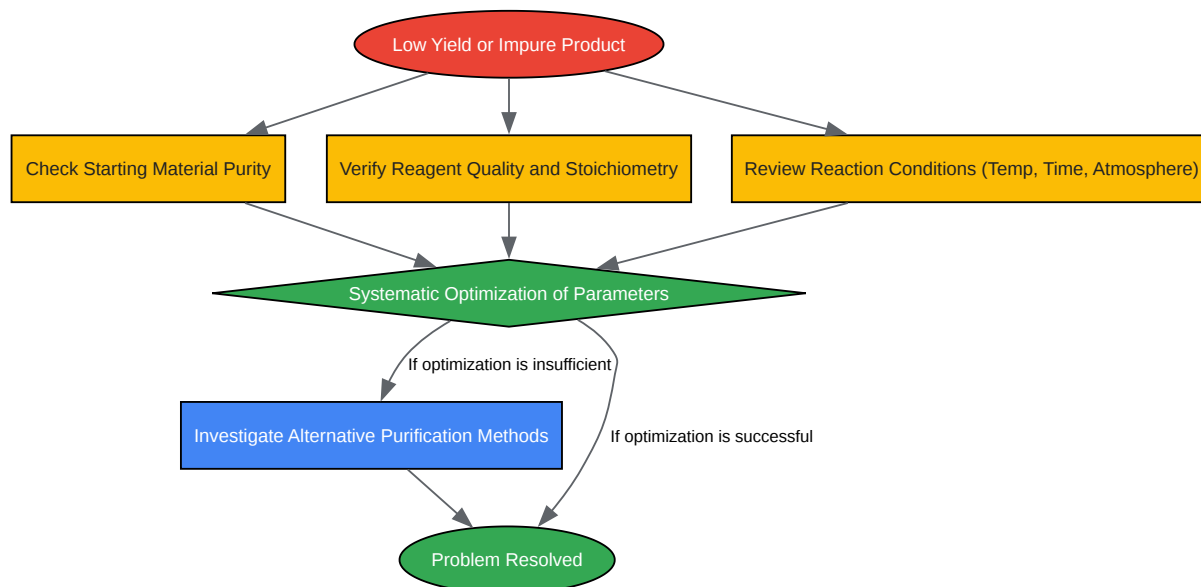 Low Yield or Impure Product
Check Starting Material Purity
Verify Reagent Quality and Stoichiometry
Review Reaction Conditions (Temp, Time, Atmosphere)
Systematic Optimization of Parameters
If optimization is insufficient
Investigate Alternative Purification Methods
If optimization is successful
Problem Resolved